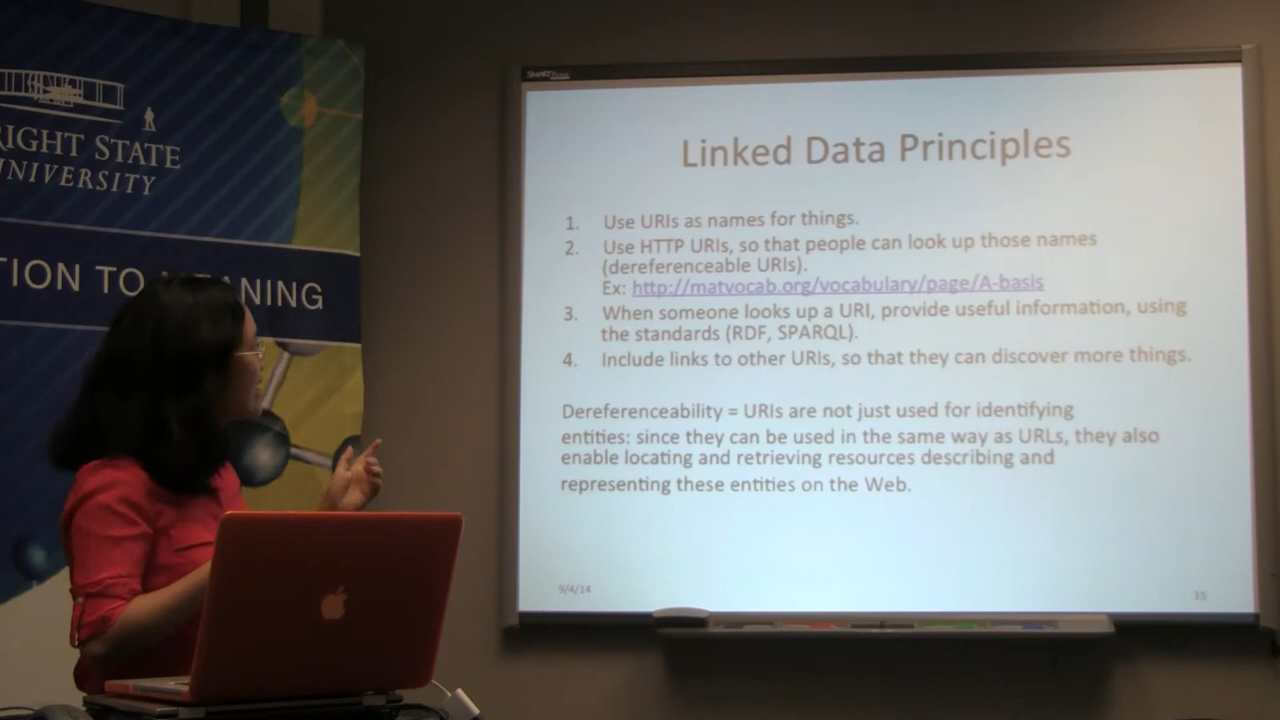 RIGHT STATE
NIVERSITY
TION TO
NING
Linked Data Principles
1. Use URIs as names for things.
2. Use HTTP URIs, so that people can look up those names
(dereferenceable URIs).
Ex: http://matvocab.org/vocabulary/page/A-basis
3. When someone looks up a URI, provide useful information, using
the standards (RDF, SPARQL).
4. Include links to other URIs, so that they can discover more things.
Dereferenceability = URIs are not just used for identifying
entities: since they can be used in the same way as URLs, they also
enable locating and retrieving resources describing and
representing these entities on the Web.
9/4/14